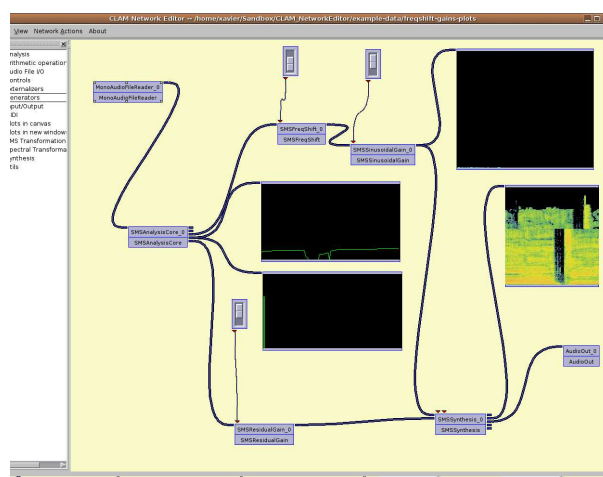 CLAM Network Editor -- /home/xavier/Sandbox/CLAM_NetworkEditor/example-data/freqshift-gains-plots
View Network Actions About
nalysis
rithmetic operation
udio File I/O
ontrols
xternalizers
enerators
nput/Output
IDI
lots in canvas
lots in new window
MS Transformation
pectral Transforma
ynthesis
tils
MonoAudioFileReader_0
MonoAudioFileReader
SMSFreqShift_0
SMSFreqShift
SMSSinusoidalGain_0
SMSSinusoidalGain
SMSAnalysisCore_0
SMSAnalysisCore
AudioOut_0
AudioOut
SMSResidualGain_0
SMSResidualGain
SMSSynthesis_0
SMSSynthesis